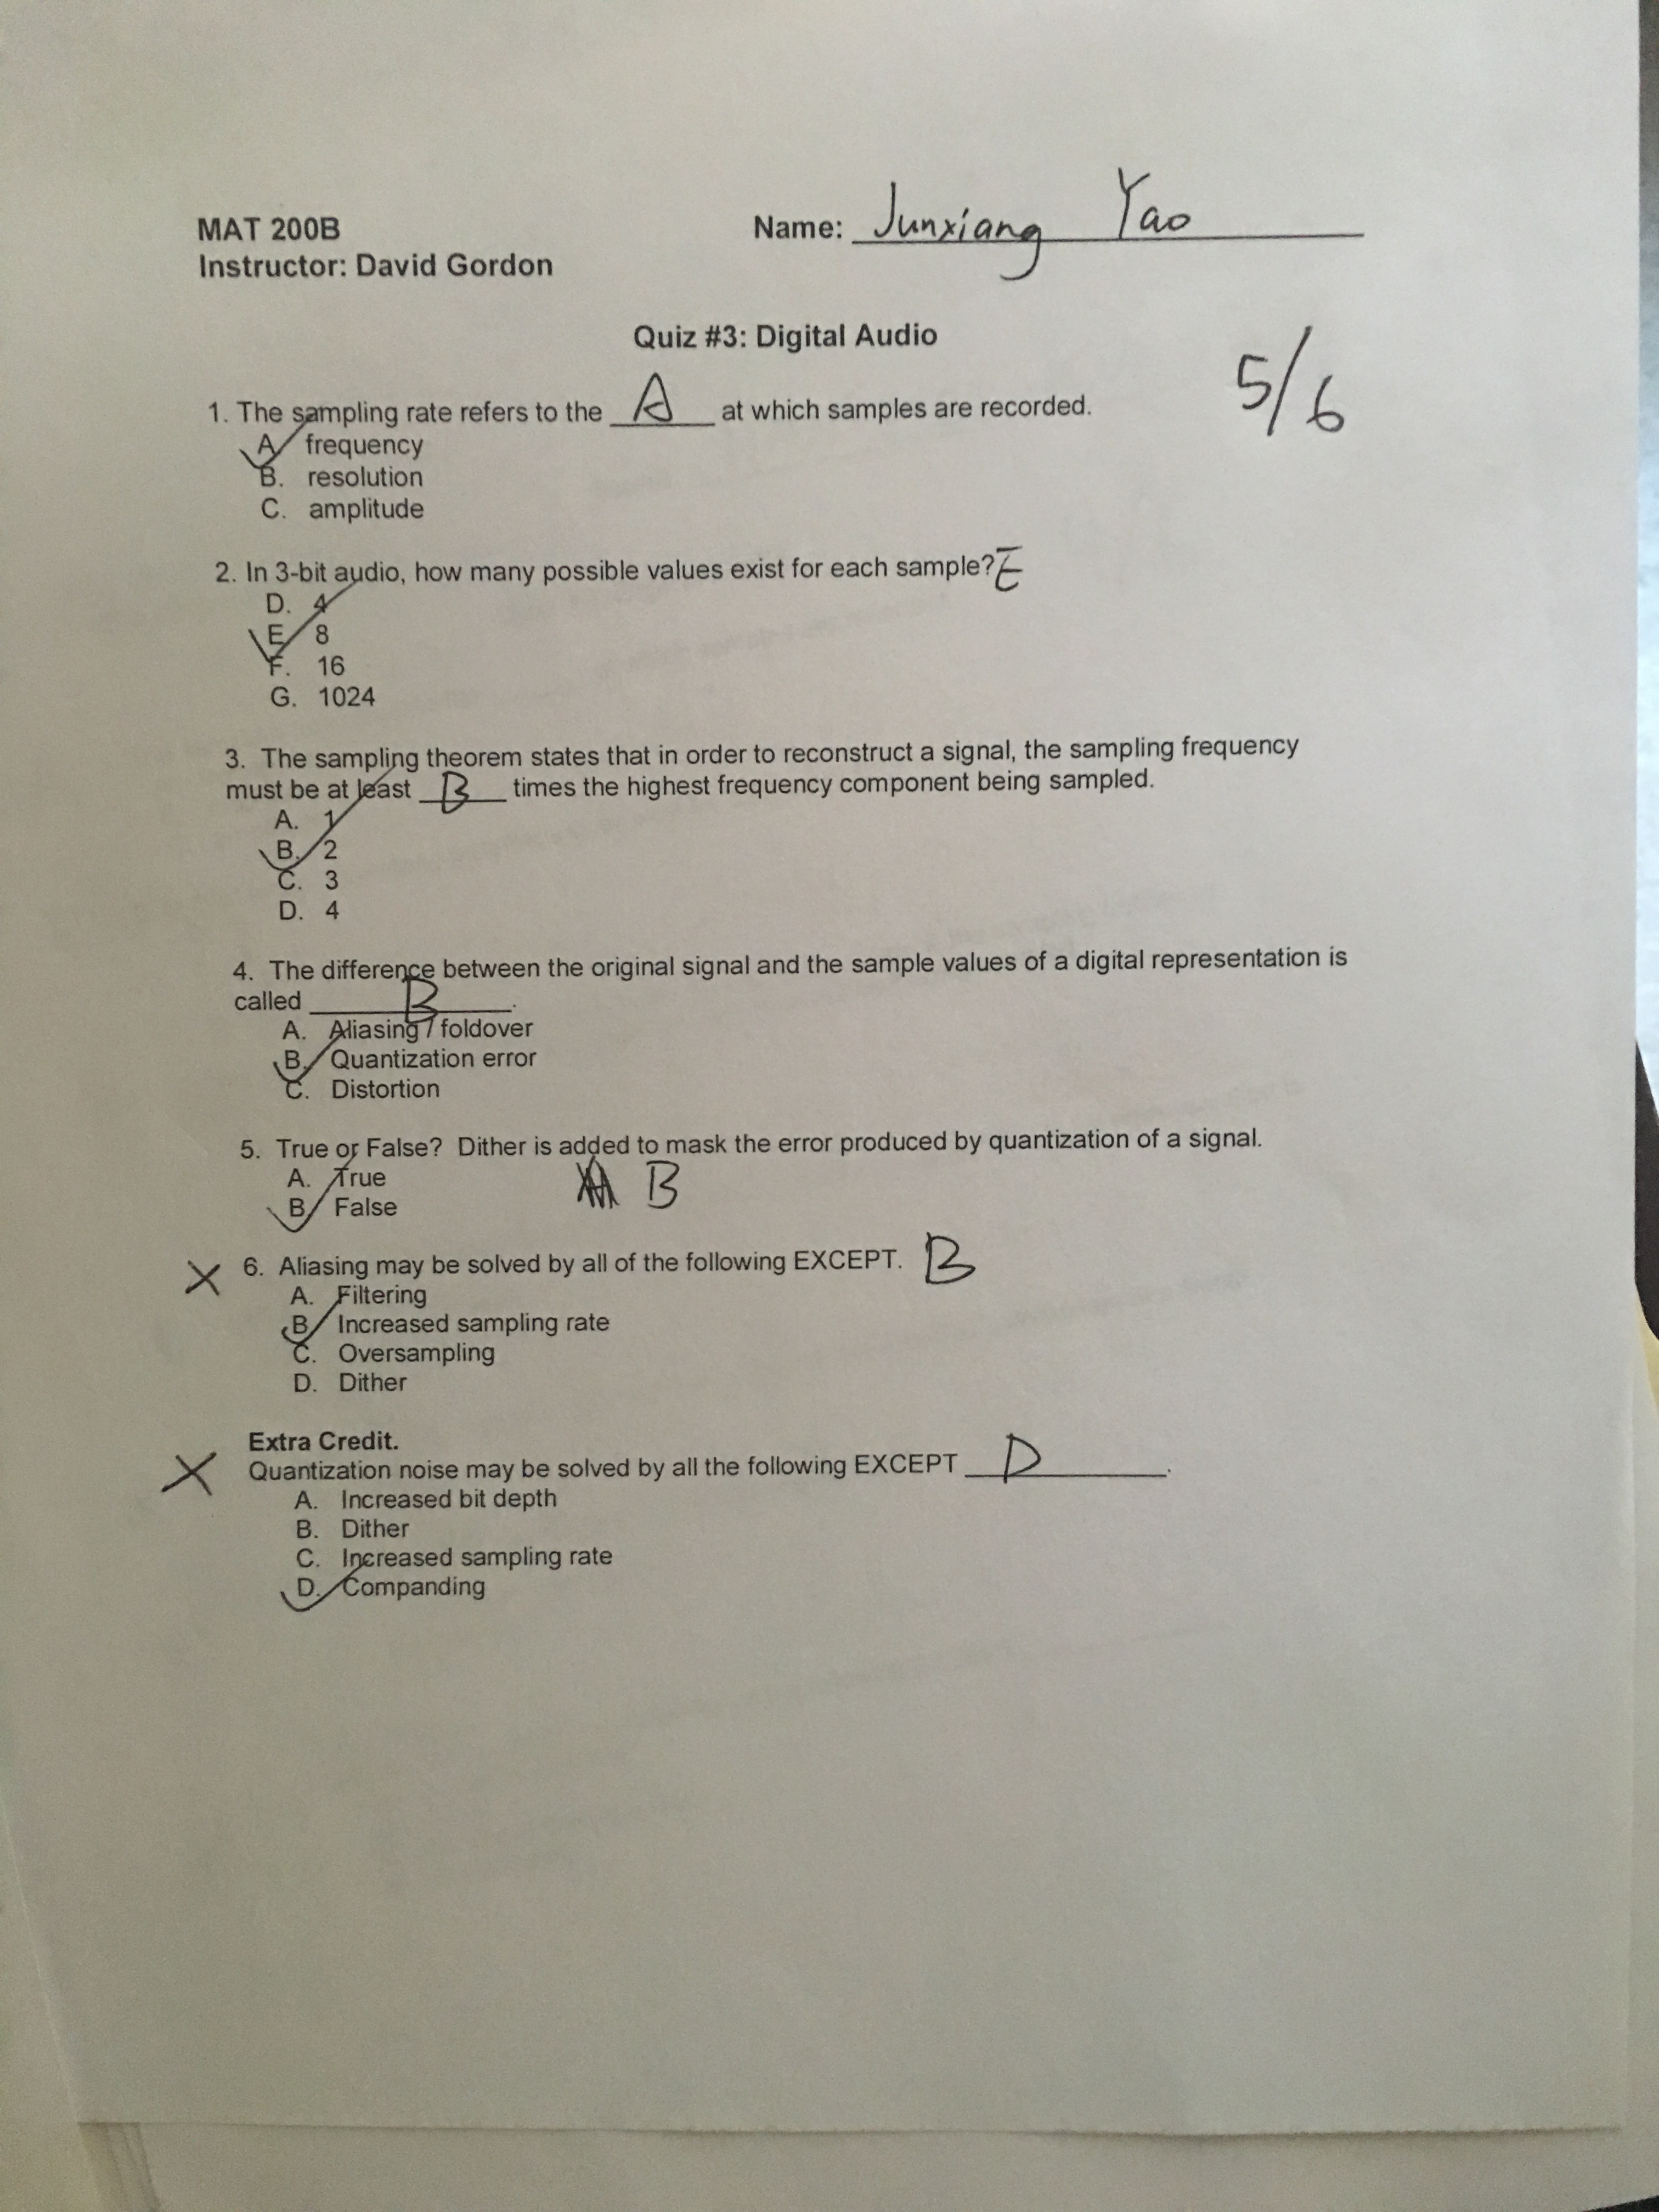 MAT 200B Name: Junxiang Yao
Instructor: David Gordon
Quiz #3: Digital Audio
5/6
1. The sampling rate refers to the A at which samples are recorded.
A. frequency
B. resolution
C. amplitude
2. In 3-bit audio, how many possible values exist for each sample? E
D. 4
E. 8
F. 16
G. 1024
3. The sampling theorem states that in order to reconstruct a signal, the sampling frequency
must be at least B times the highest frequency component being sampled.
A. 1
B. 2
C. 3
D. 4
4. The difference between the original signal and the sample values of a digital representation is
called B.
A. Aliasing / foldover
B. Quantization error
C. Distortion
5. True or False? Dither is added to mask the error produced by quantization of a signal.
A. True
B
B. False
X 6. Aliasing may be solved by all of the following EXCEPT. B
A. Filtering
B. Increased sampling rate
C. Oversampling
D. Dither
Extra Credit.
X Quantization noise may be solved by all the following EXCEPT D.
A. Increased bit depth
B. Dither
C. Increased sampling rate
D. Companding